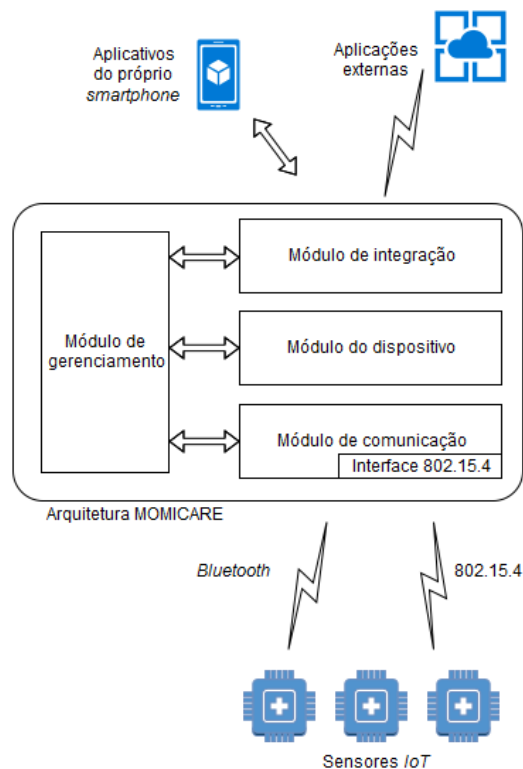 Aplicativos
do próprio
smartphone
Aplicações
externas
Módulo de
gerenciamento
Módulo de integração
Módulo do dispositivo
Módulo de comunicação
Interface 802.15.4
Arquitetura MOMICARE
Bluetooth
802.15.4
Sensores IoT